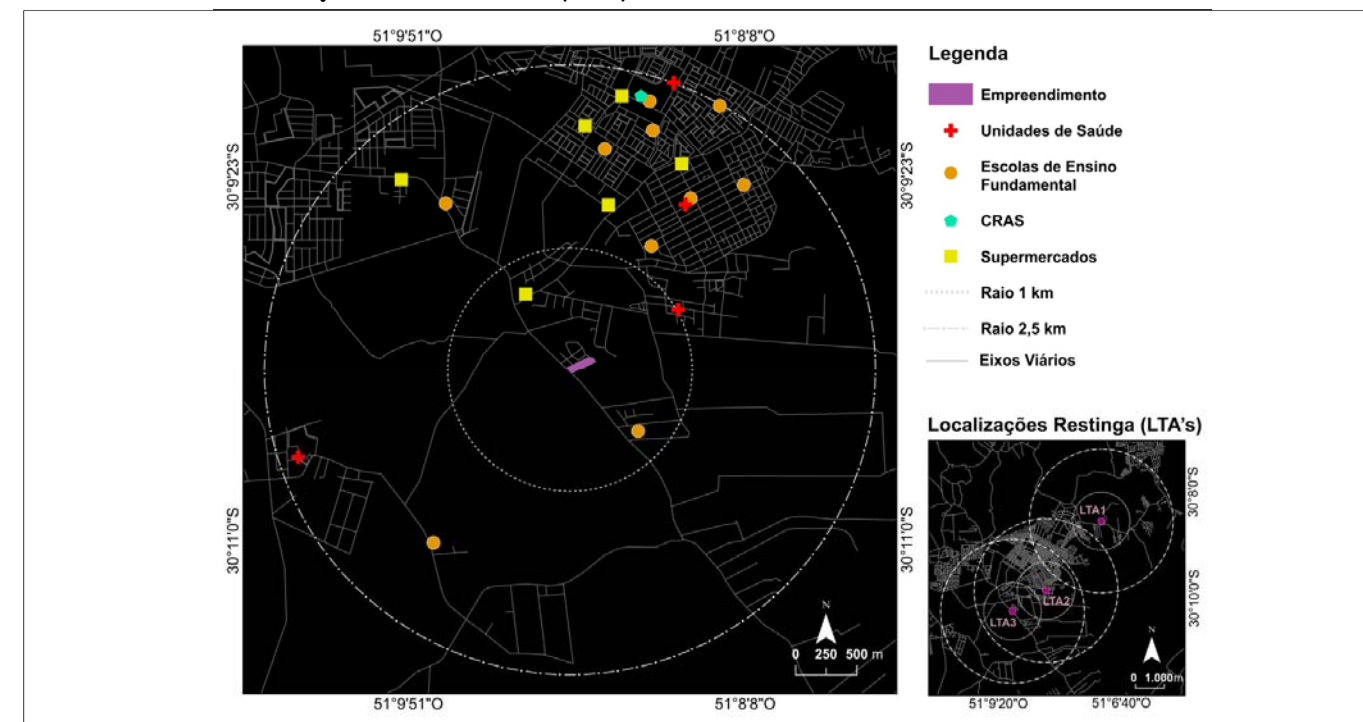 51°9'51"O
51°8'8"O
30°9'23"S
30°9'23"S
30°11'0"S
30°11'0"S
N
0 250 500 m
51°9'51"O
51°8'8"O
Legenda
Empreendimento
Unidades de Saúde
Escolas de Ensino
Fundamental
CRAS
Supermercados
Raio 1 km
Raio 2,5 km
Eixos Viários
Localizações Restinga (LTA's)
LTA1
LTA2
LTA3
30°8'0"S
30°10'0"S
N
0 1.000m
51°9'20"O
51°6'40"O